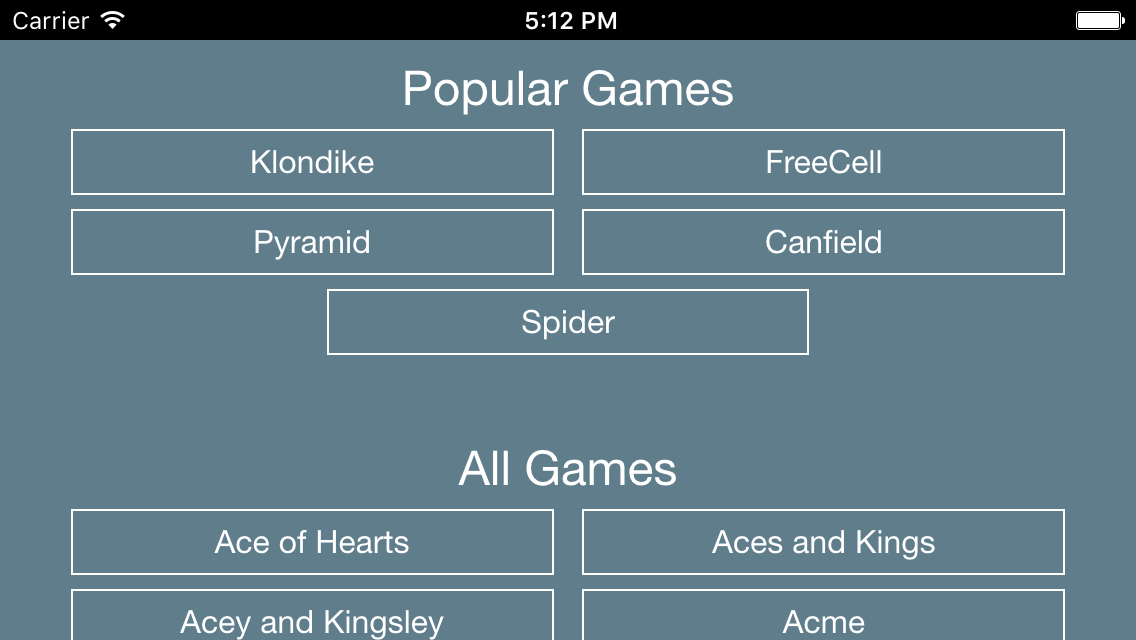 Carrier 5:12 PM
Popular Games
Klondike FreeCell
Pyramid Canfield
Spider
All Games
Ace of Hearts Aces and Kings
Acey and Kingsley Acme